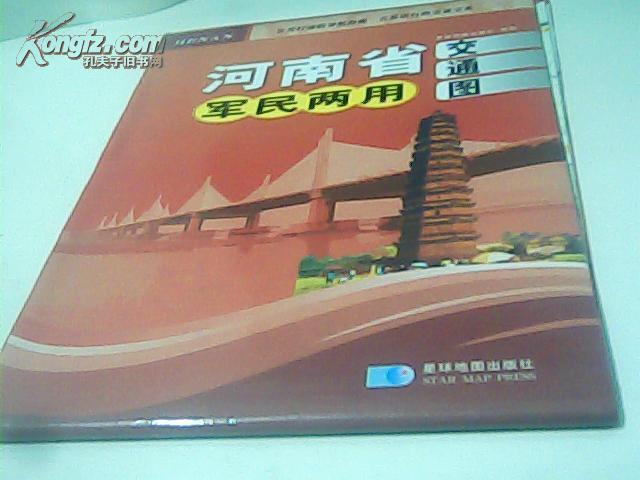 Kongfz.com
孔夫子旧书网
HENAN
河南省
军民两用
交通图
星球地图出版社
STAR MAP PRESS